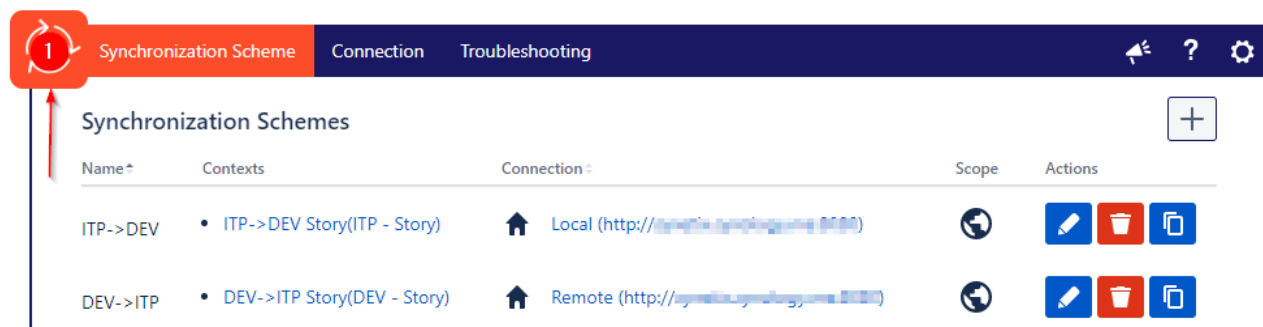 1 Synchronization Scheme Connection Troubleshooting ?
Synchronization Schemes
Name Contexts Connection Scope Actions
ITP->DEV • ITP->DEV Story(ITP - Story) Local (http:// )
DEV->ITP • DEV->ITP Story(DEV - Story) Remote (http:// )